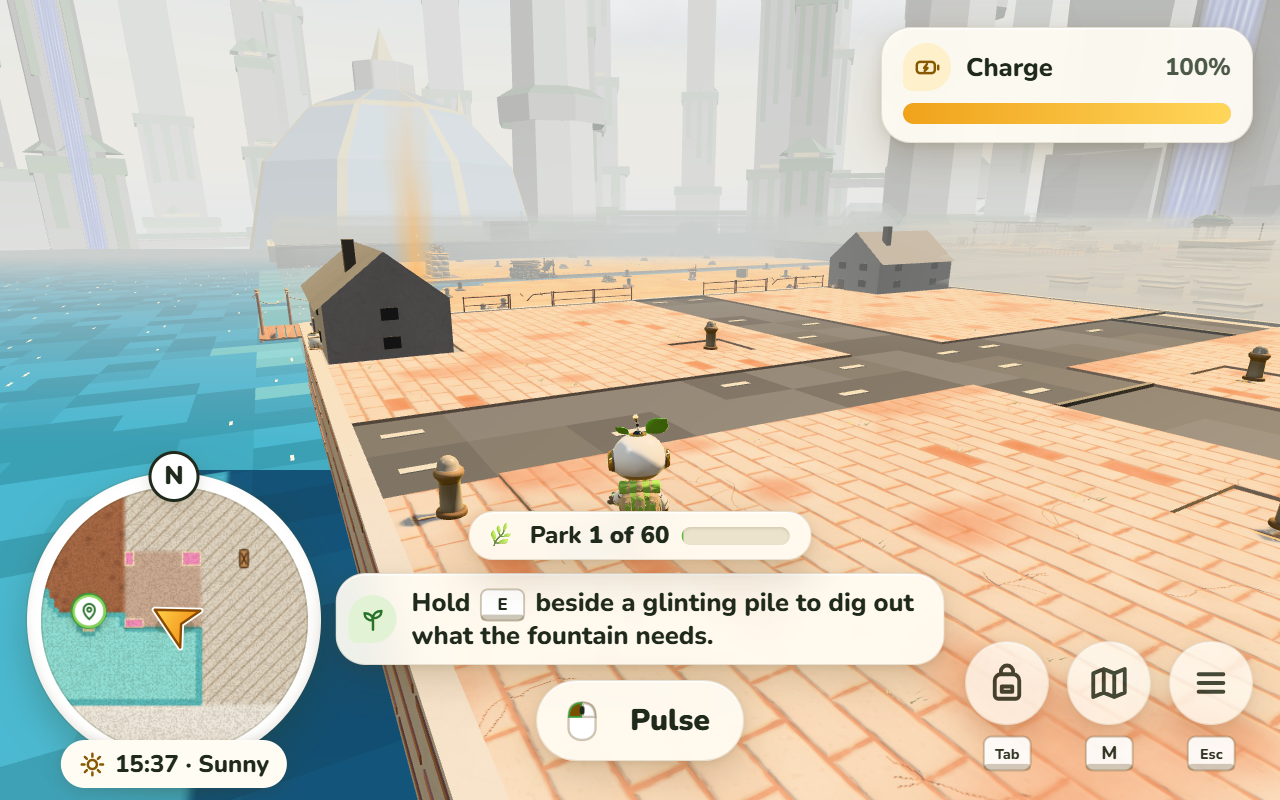 Charge 100%
N
Park 1 of 60
Hold E beside a glinting pile to dig out
what the fountain needs.
Pulse
15:37 · Sunny
Tab M Esc